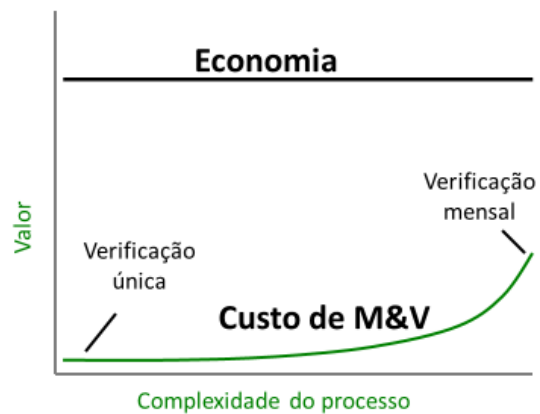 Economia
Verificação
mensal
Valor
Verificação
única
Custo de M&V
Complexidade do processo